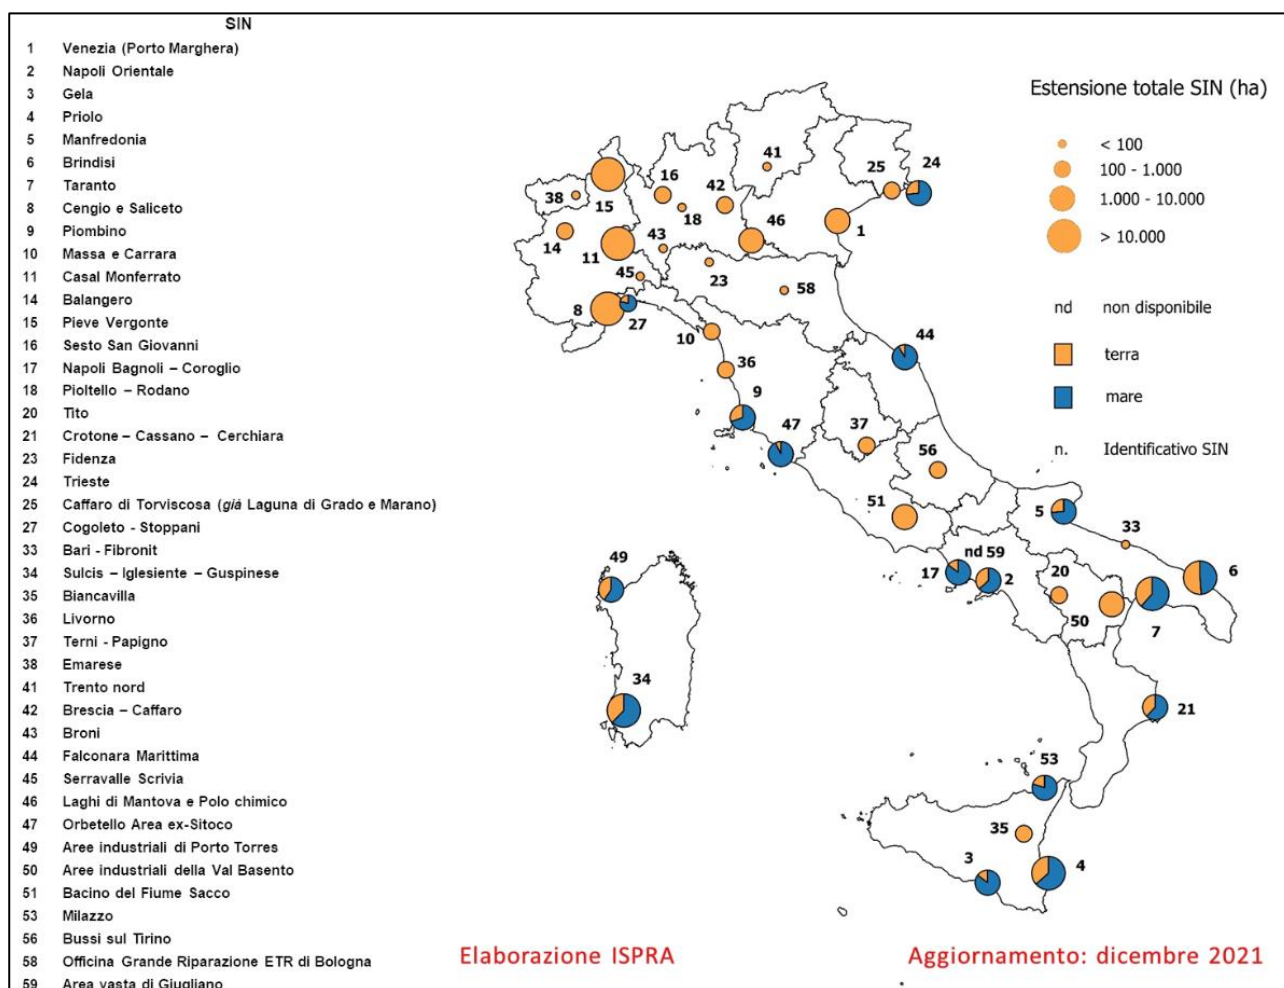 SIN
1 Venezia (Porto Marghera)
2 Napoli Orientale
3 Gela
4 Priolo
5 Manfredonia
6 Brindisi
7 Taranto
8 Cengio e Saliceto
9 Piombino
10 Massa e Carrara
11 Casal Monferrato
14 Balangero
15 Pieve Vergonte
16 Sesto San Giovanni
17 Napoli Bagnoli – Coroglio
18 Pioltello – Rodano
20 Tito
21 Crotone – Cassano – Cerchiara
23 Fidenza
24 Trieste
25 Caffaro di Torviscosa (già Laguna di Grado e Marano)
27 Cogoleto - Stoppani
33 Bari - Fibronit
34 Sulcis – Iglesiente – Guspinese
35 Biancavilla
36 Livorno
37 Terni - Papigno
38 Emarese
41 Trento nord
42 Brescia – Caffaro
43 Broni
44 Falconara Marittima
45 Serravalle Scrivia
46 Laghi di Mantova e Polo chimico
47 Orbetello Area ex-Sitoco
49 Aree industriali di Porto Torres
50 Aree industriali della Val Basento
51 Bacino del Fiume Sacco
53 Milazzo
56 Bussi sul Tirino
58 Officina Grande Riparazione ETR di Bologna
59 Area vasta di Giugliano
41
25
24
16
42
38
15
18
46
1
14
11
43
45
23
58
8
27
10
44
36
9
47
37
56
51
5
33
nd 59
17
2
20
50
6
7
49
34
21
53
35
3
4
Estensione totale SIN (ha)
< 100
100 - 1.000
1.000 - 10.000
> 10.000
nd non disponibile
terra
mare
n. Identificativo SIN
Elaborazione ISPRA
Aggiornamento: dicembre 2021